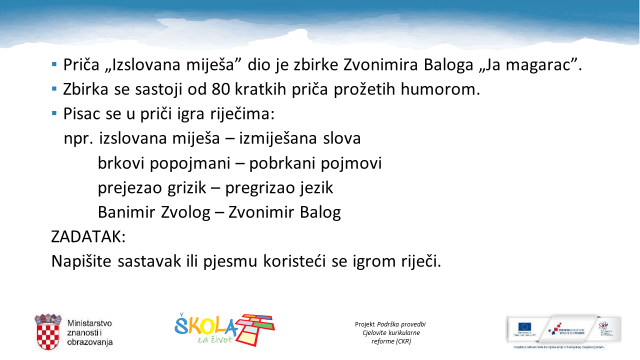 ▪ Priča „Izslovana miješa” dio je zbirke Zvonimira Baloga „Ja magarac”.
▪ Zbirka se sastoji od 80 kratkih priča prožetih humorom.
▪ Pisac se u priči igra riječima:
npr. izslovana miješa – izmiješana slova
brkovi popojmani – pobrkani pojmovi
prejezao grizik – pregrizao jezik
Banimir Zvolog – Zvonimir Balog
ZADATAK:
Napišite sastavak ili pjesmu koristeći se igrom riječi.
Ministarstvo
znanosti i
obrazovanja
ŠKOLA
za život
Projekt Podrška provedbi
Cjelovite kurikularne
reforme (CKR)